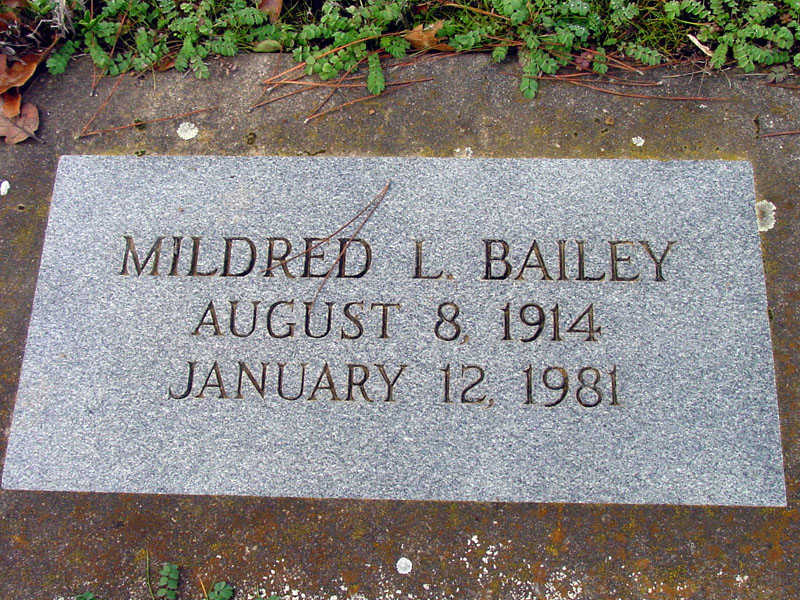 MILDRED L. BAILEY
AUGUST 8, 1914
JANUARY 12, 1981